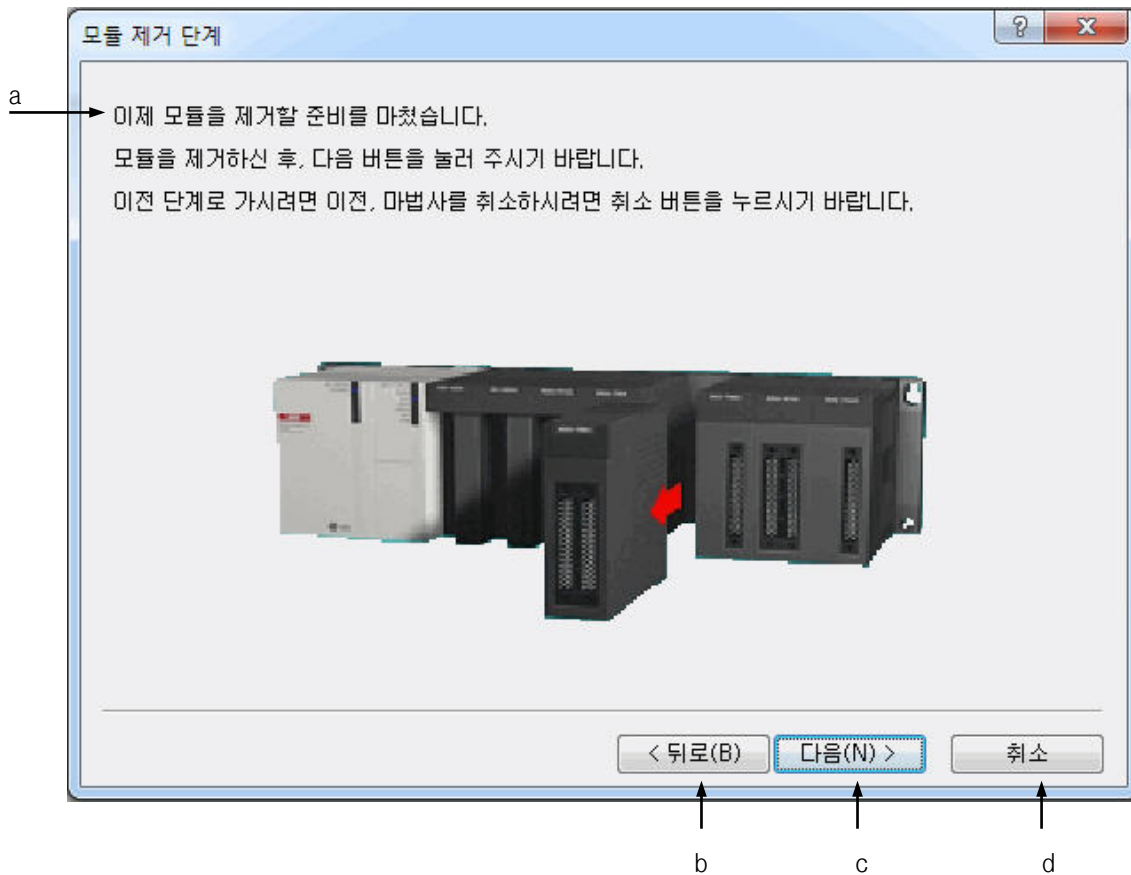 모듈 제거 단계
a
이제 모듈을 제거할 준비를 마쳤습니다.
모듈을 제거하신 후, 다음 버튼을 눌러 주시기 바랍니다.
이전 단계로 가시려면 이전, 마법사를 취소하시려면 취소 버튼을 누르시기 바랍니다.
< 뒤로(B) 다음(N) > 취소
b c d